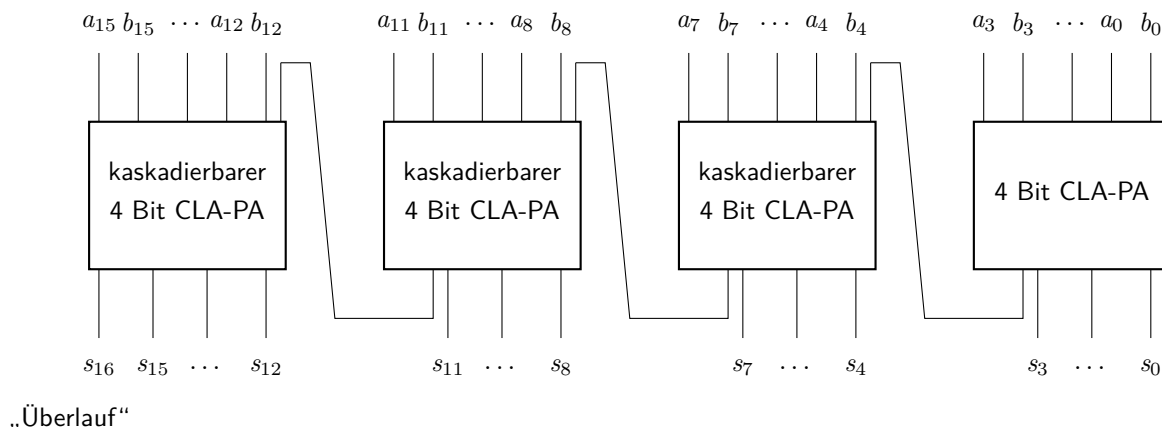 a₁₅ b₁₅ ⋯ a₁₂ b₁₂ a₁₁ b₁₁ ⋯ a₈ b₈ a₇ b₇ ⋯ a₄ b₄ a₃ b₃ ⋯ a₀ b₀
kaskadierbarer kaskadierbarer kaskadierbarer
4 Bit CLA-PA 4 Bit CLA-PA 4 Bit CLA-PA 4 Bit CLA-PA
s₁₆ s₁₅ ⋯ s₁₂ s₁₁ ⋯ s₈ s₇ ⋯ s₄ s₃ ⋯ s₀
„Überlauf“